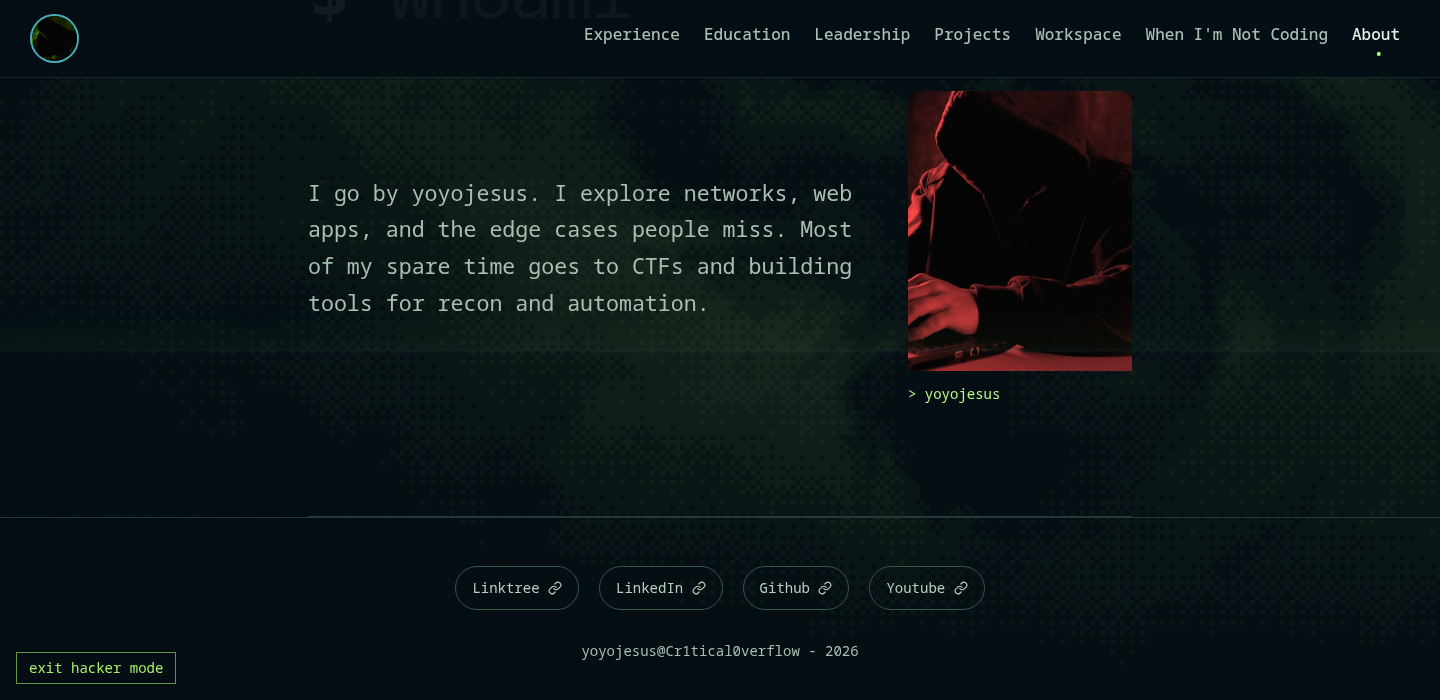 $ whoami
Experience Education Leadership Projects Workspace When I'm Not Coding About
I go by yoyojesus. I explore networks, web
apps, and the edge cases people miss. Most
of my spare time goes to CTFs and building
tools for recon and automation.
> yoyojesus
Linktree LinkedIn Github Youtube
yoyojesus@Cr1tical0verflow - 2026
exit hacker mode